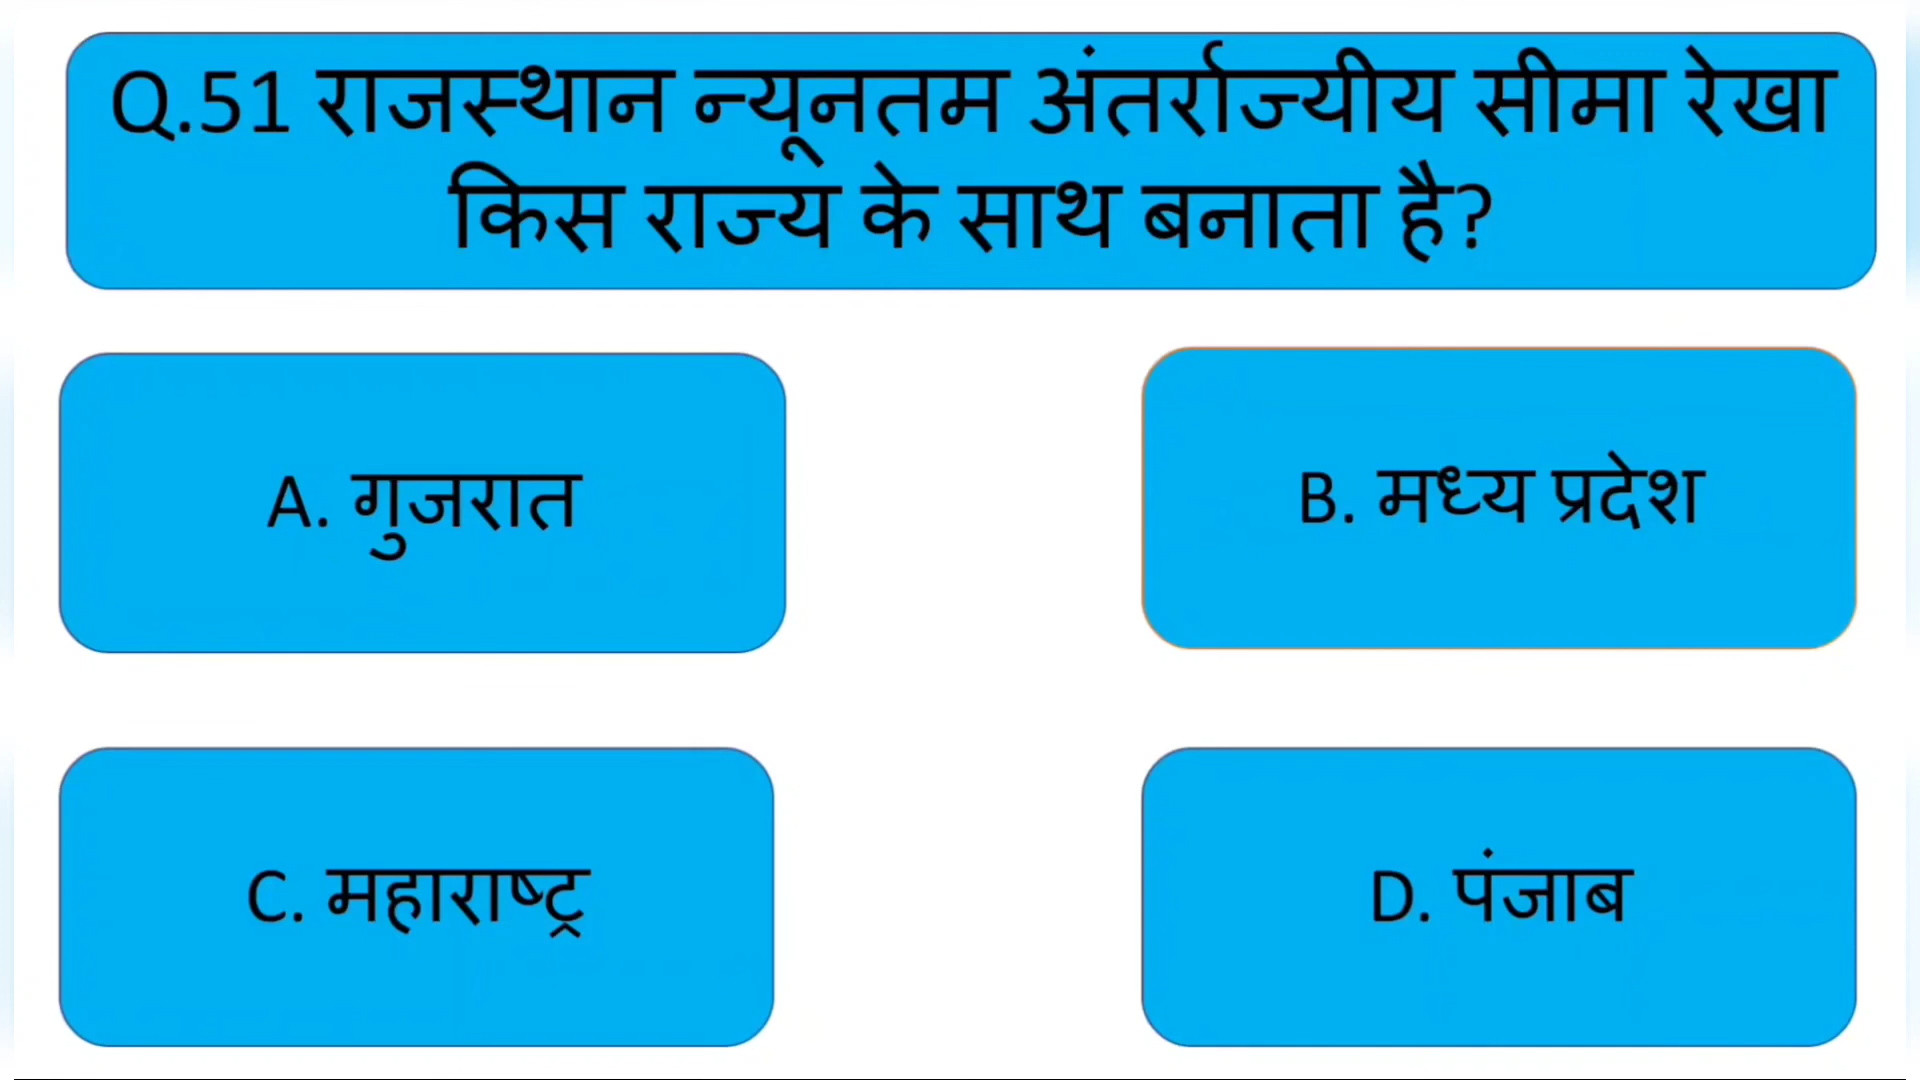 Q.51 राजस्थान न्यूनतम अंतर्राज्यीय सीमा रेखा
किस राज्य के साथ बनाता है?
A. गुजरात
B. मध्य प्रदेश
C. महाराष्ट्र
D. पंजाब